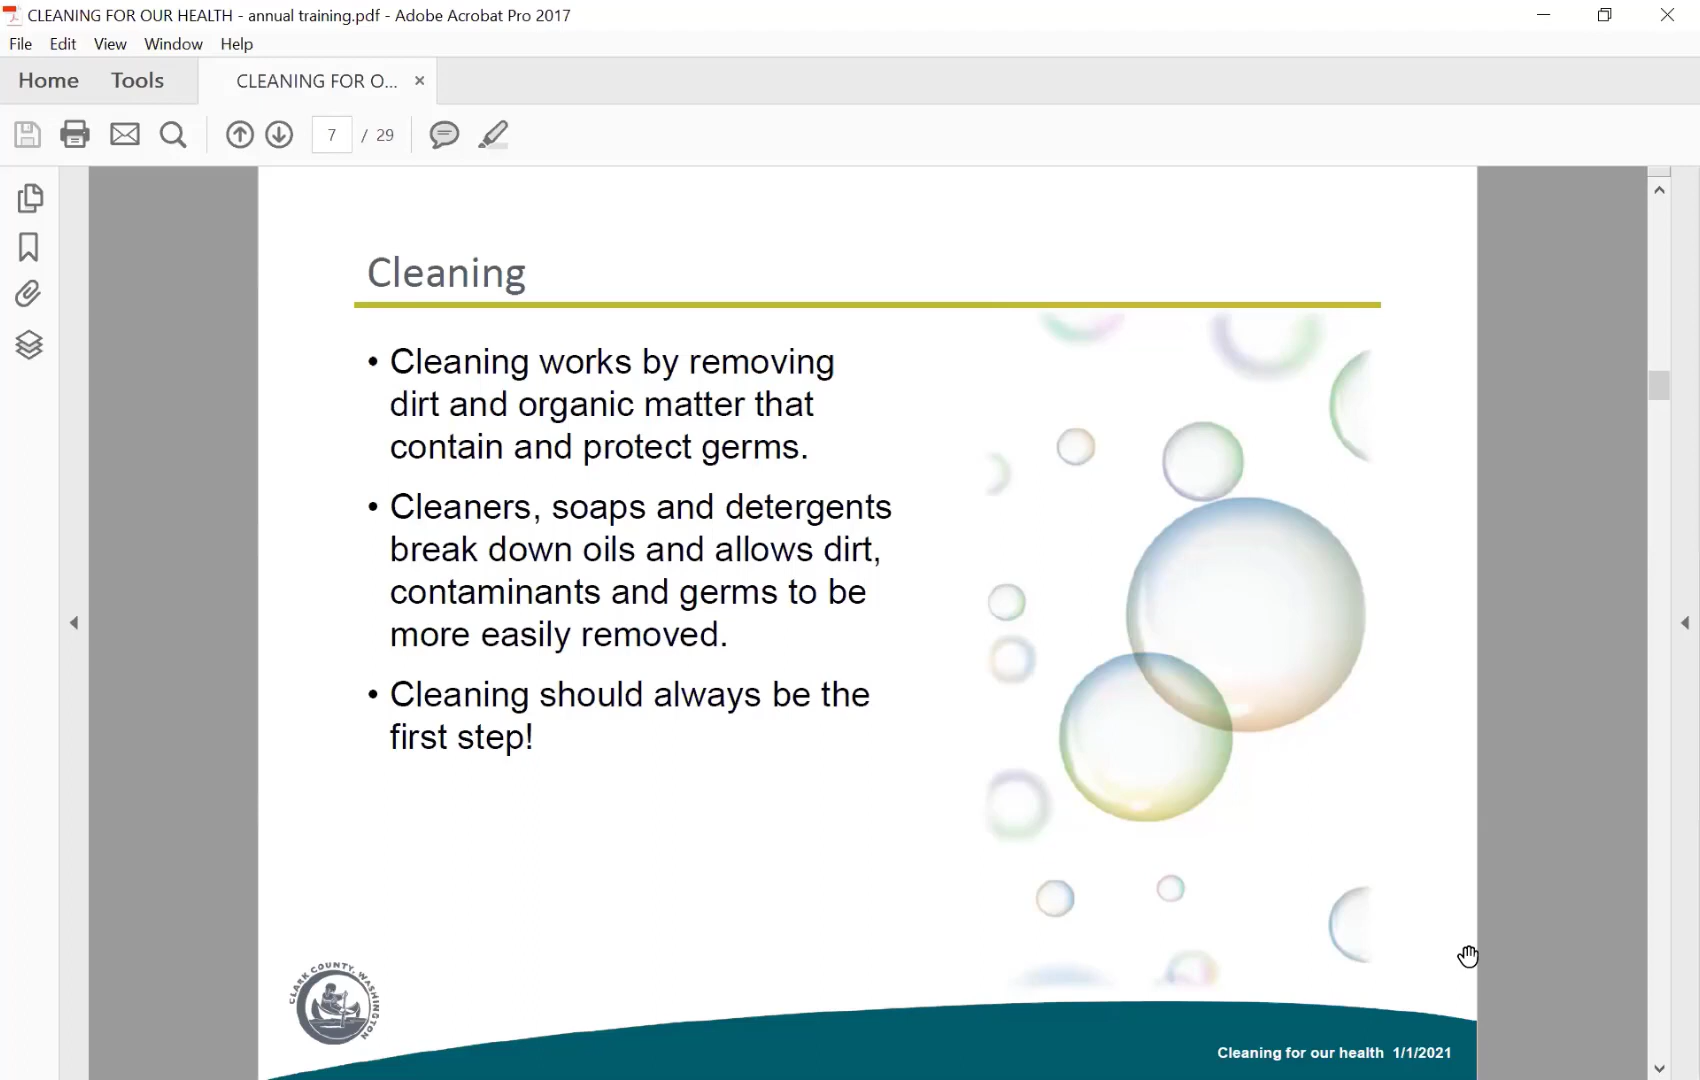 CLEANING FOR OUR HEALTH - annual training.pdf - Adobe Acrobat Pro 2017
File Edit View Window Help
Home Tools CLEANING FOR O... ×
7 / 29
Cleaning
• Cleaning works by removing
dirt and organic matter that
contain and protect germs.
• Cleaners, soaps and detergents
break down oils and allows dirt,
contaminants and germs to be
more easily removed.
• Cleaning should always be the
first step!
CLARK COUNTY, WASHINGTON
Cleaning for our health 1/1/2021